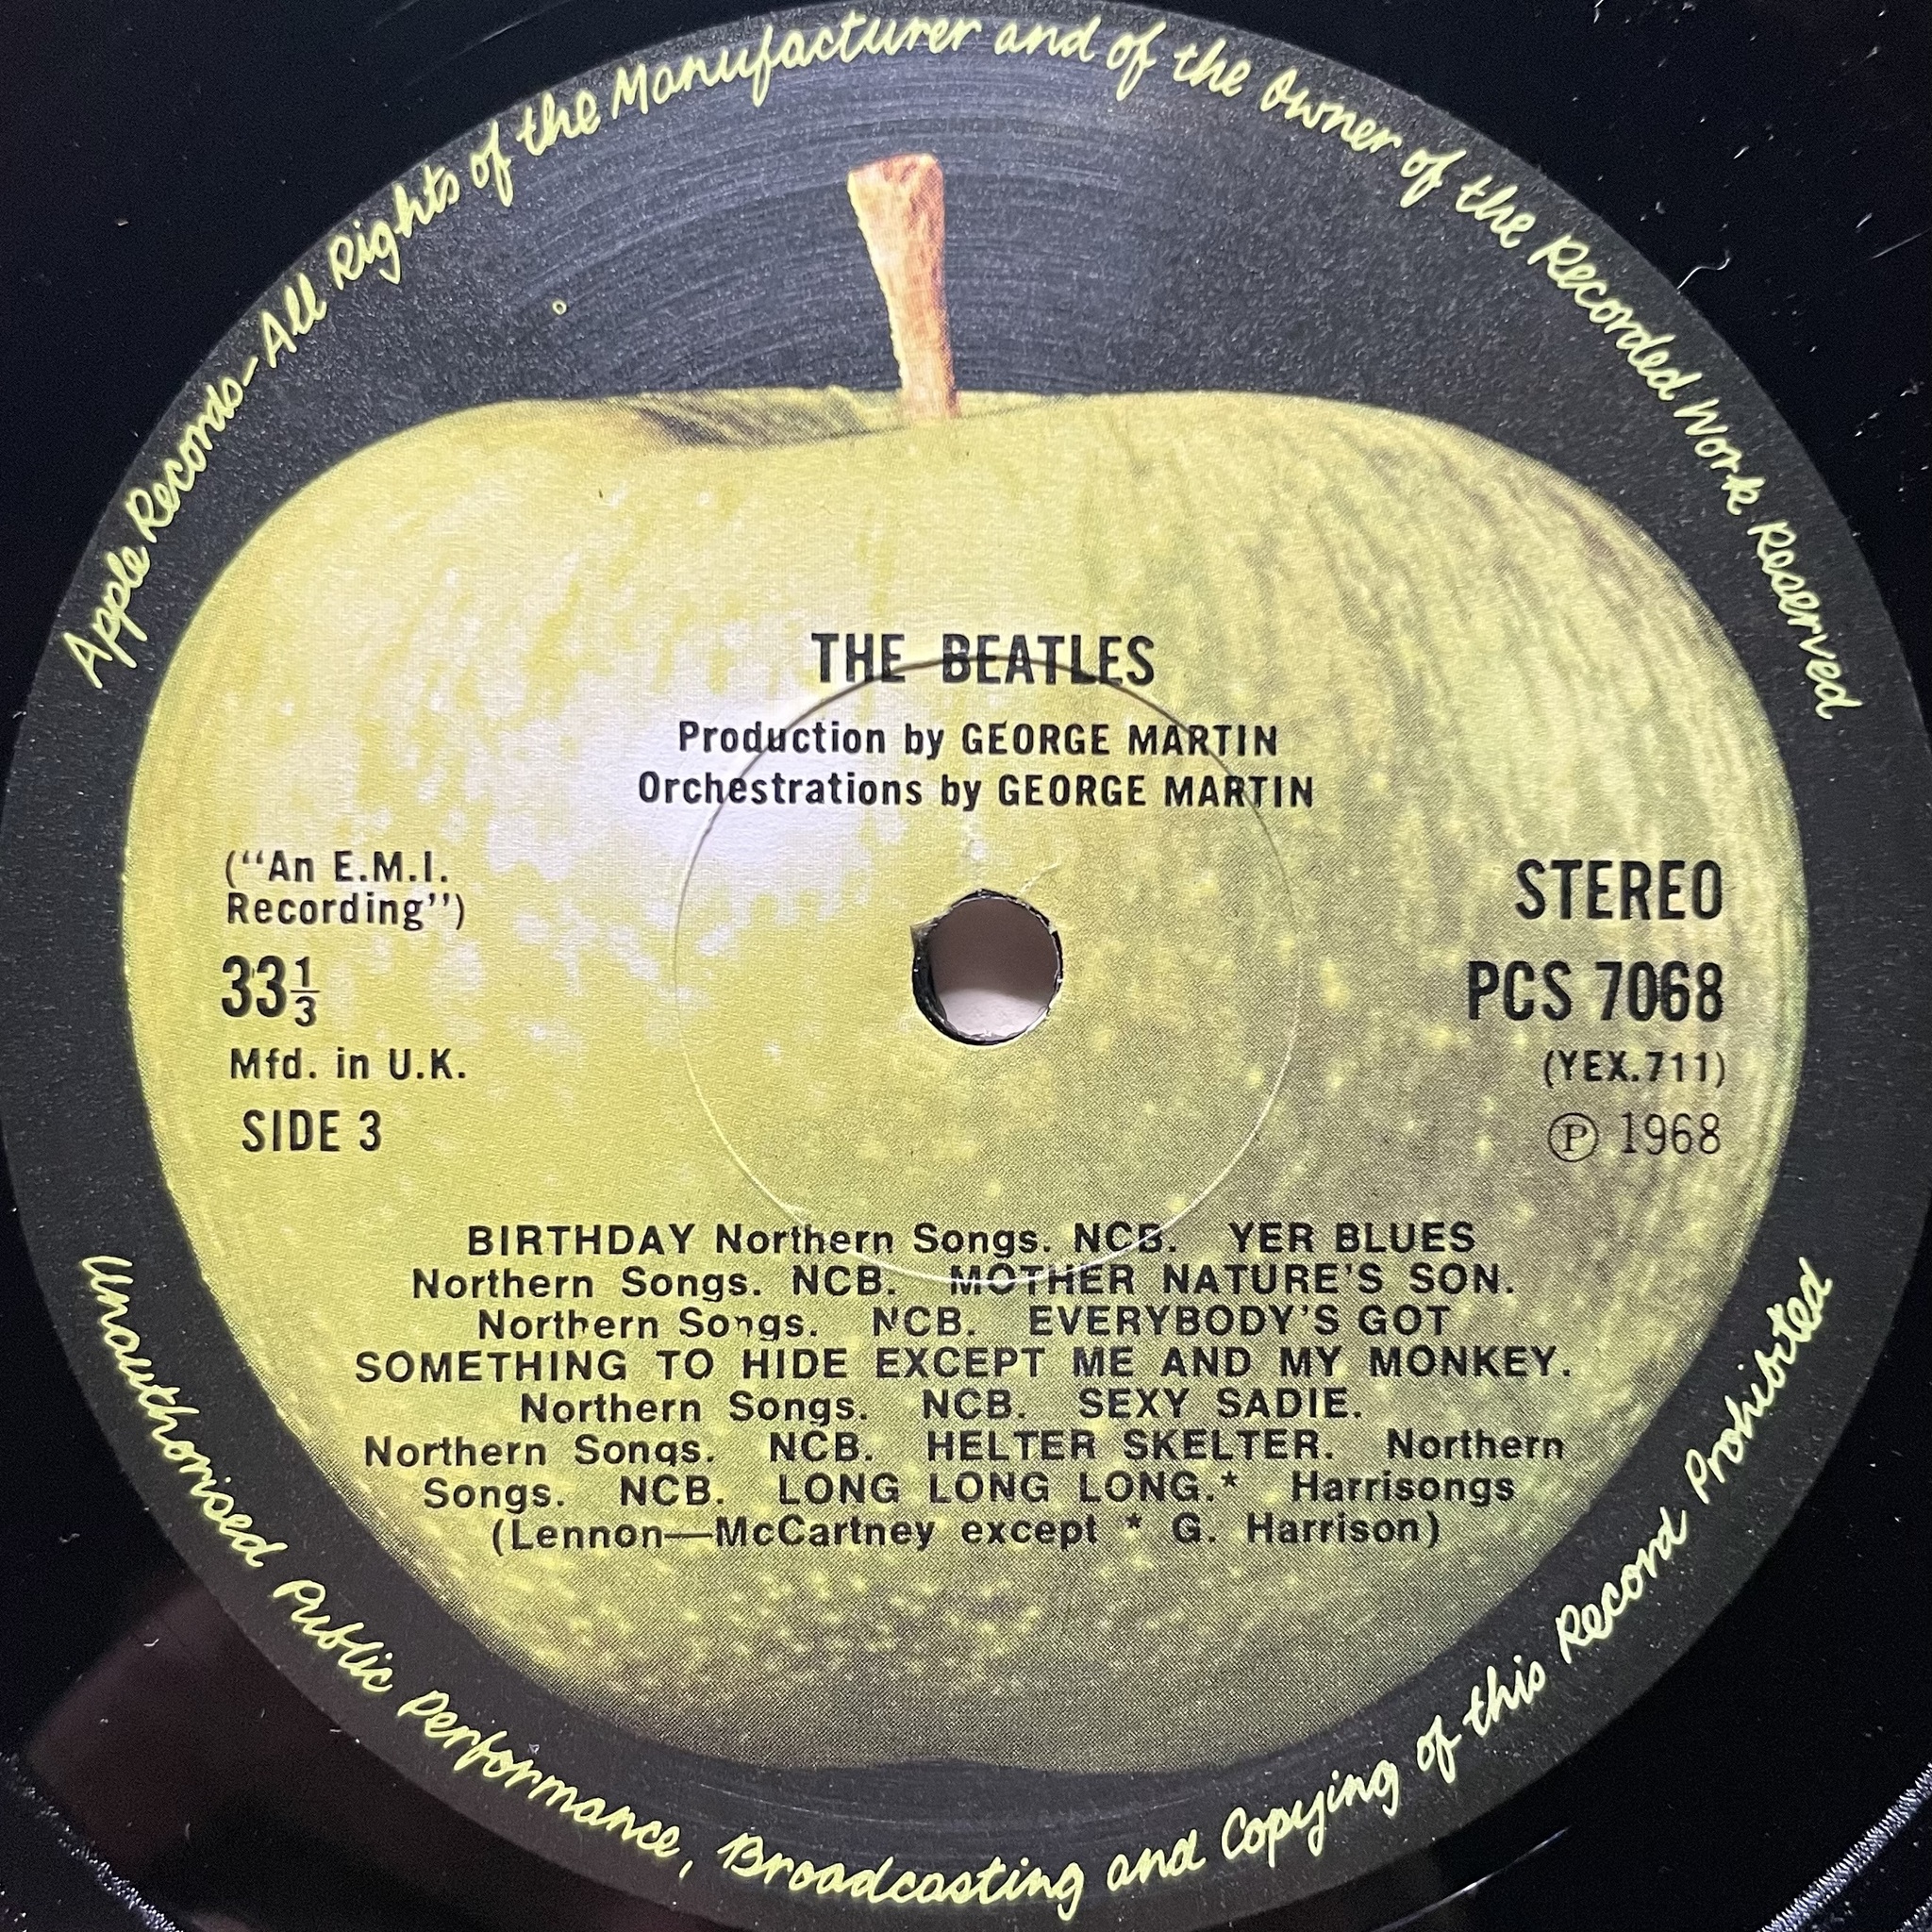 Apple Records—All Rights of the Manufacturer and of the Owner of the Recorded Work Reserved
THE BEATLES
Production by GEORGE MARTIN
Orchestrations by GEORGE MARTIN
(“An E.M.I.
Recording”)
33⅓
Mfd. in U.K.
SIDE 3
STEREO
PCS 7068
(YEX.711)
Ⓟ 1968
BIRTHDAY Northern Songs. NCB. YER BLUES
Northern Songs. NCB. MOTHER NATURE'S SON.
Northern Songs. NCB. EVERYBODY'S GOT
SOMETHING TO HIDE EXCEPT ME AND MY MONKEY.
Northern Songs. NCB. SEXY SADIE.
Northern Songs. NCB. HELTER SKELTER. Northern
Songs. NCB. LONG LONG LONG.* Harrisongs
(Lennon—McCartney except * G. Harrison)
Unauthorised Public Performance, Broadcasting and Copying of this Record Prohibited